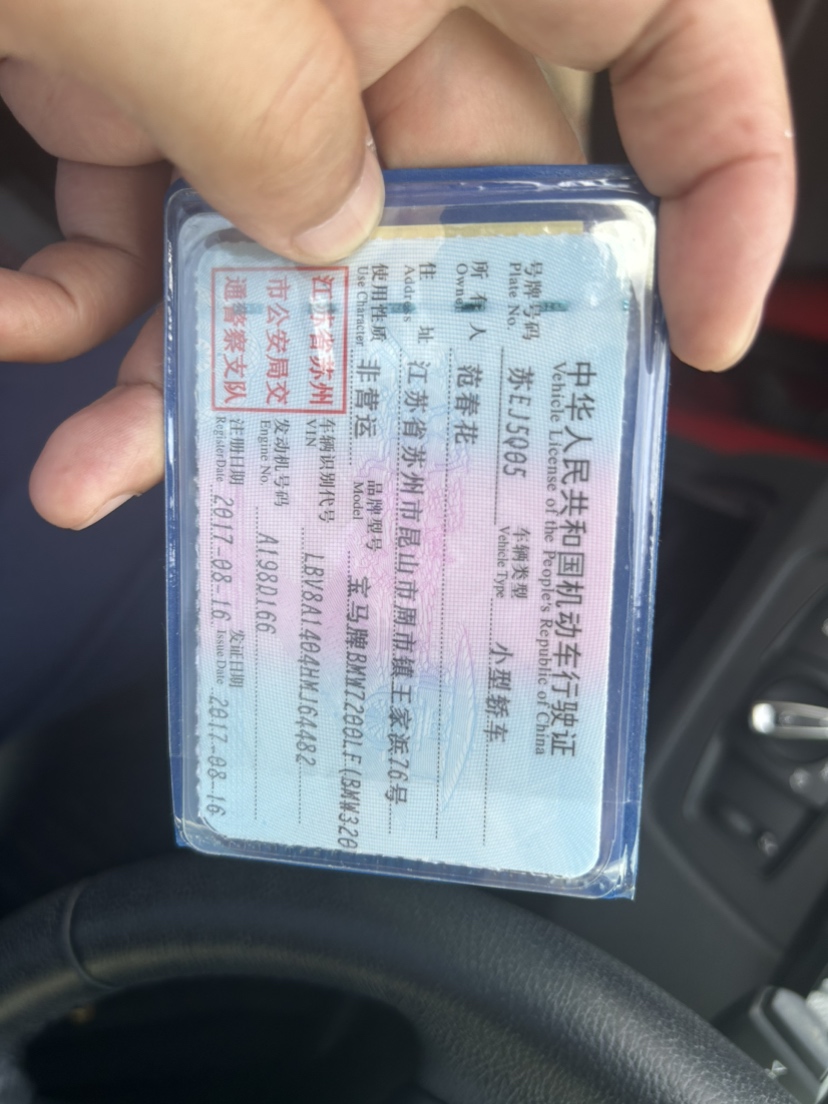 中华人民共和国机动车行驶证
Vehicle License of the People's Republic of China
号牌号码 苏EJ5Q05 车辆类型 小型轿车
Plate No. Vehicle Type
所有人 范春花
Owner
住址 江苏省苏州市昆山市周市镇王家浜76号
Address
使用性质 非营运 品牌型号 宝马牌BMW7200LF(BMW320
Use Character Model
江苏省苏州
市公安局交
通警察支队
车辆识别代号 LBV8A1404HMJ64482
VIN
发动机号码 A198D166
Engine No.
注册日期 2017-08-16 发证日期 2017-08-16
Register Date Issue Date